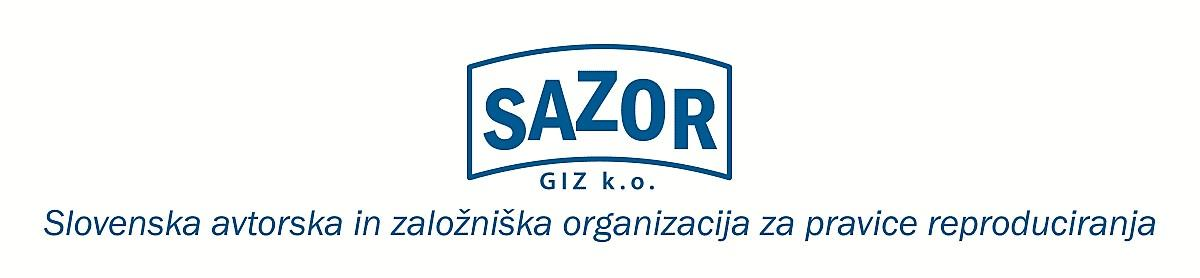 SAZOR
GIZ k.o.
Slovenska avtorska in založniška organizacija za pravice reproduciranja